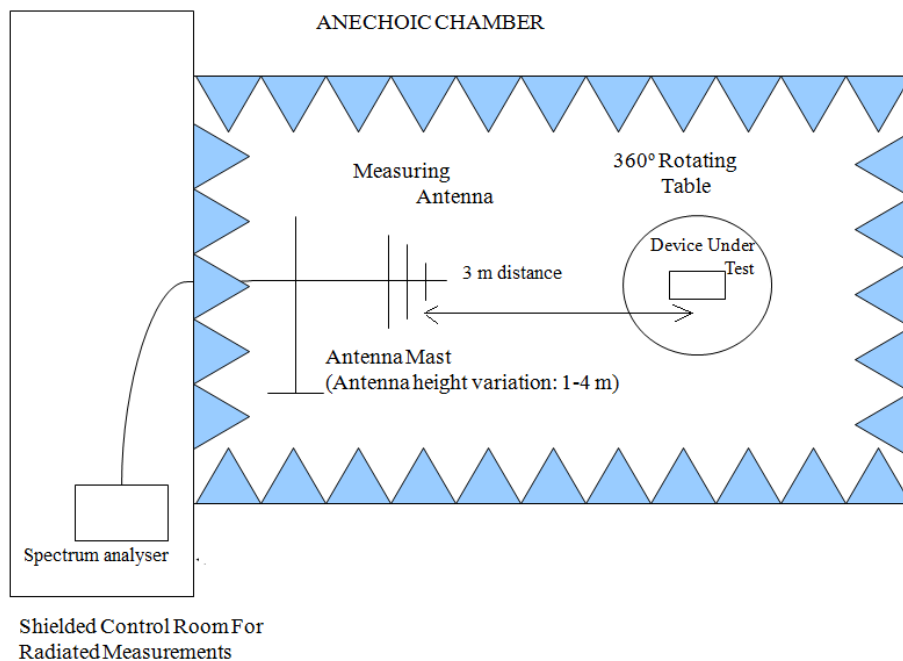 ANECHOIC CHAMBER
Measuring
Antenna
360º Rotating
Table
Device Under
Test
3 m distance
Antenna Mast
(Antenna height variation: 1-4 m)
Spectrum analyser
Shielded Control Room For
Radiated Measurements